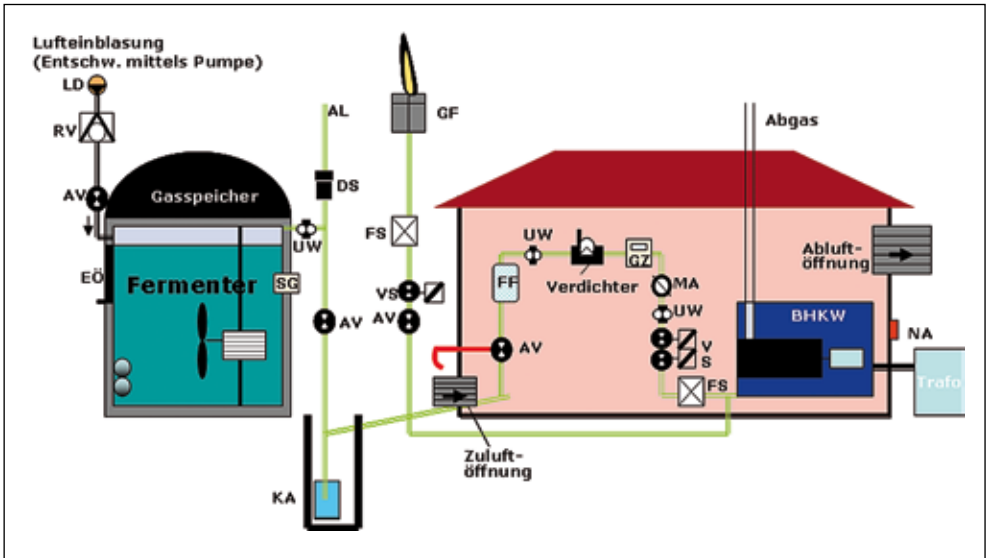 Lufteinblasung
(Entschw. mittels Pumpe)
LD
RV
AV
Gasspeicher
EÖ
Fermenter
SG
UW
AL
DS
AV
KA
GF
FS
VS
AV
Abgas
UW
FF
Verdichter
GZ
MA
UW
V
S
FS
AV
BHKW
Abluft-
öffnung
NA
Trafo
Zuluft-
öffnung